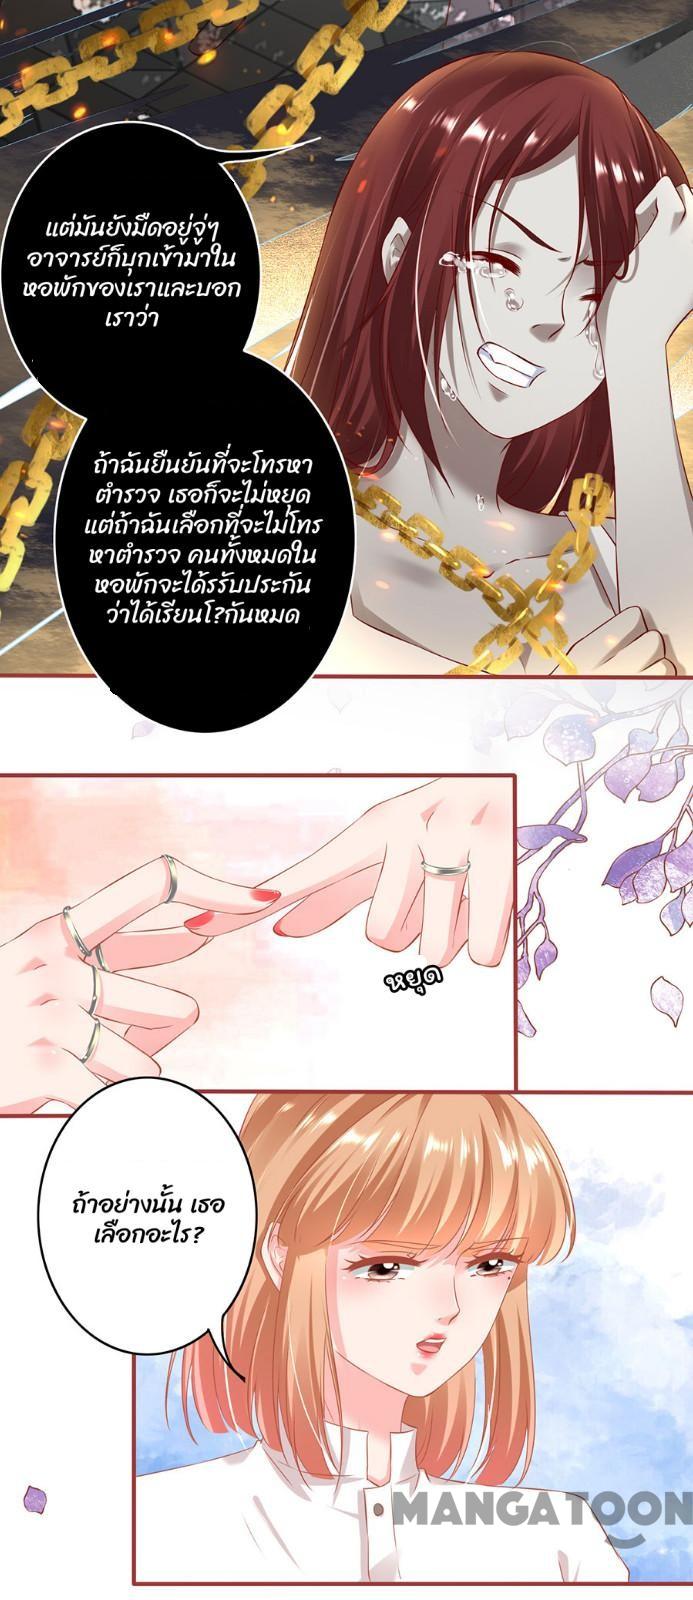 แต่มันยังมืดอยู่จู่ๆ
อาจารย์ก็บุกเข้ามาใน
หอพักของเราและบอก
เราว่า
ถ้าฉันยืนยันที่จะโทรหา
ตำรวจ เธอก็จะไม่หยุด
แต่ถ้าฉันเลือกที่จะไม่โทร
หาตำรวจ คนทั้งหมดใน
หอพักจะได้รรับประกัน
ว่าได้เรียนโ?กันหมด
หยุด
ถ้าอย่างนั้น เธอ
เลือกอะไร?
MANGATOON